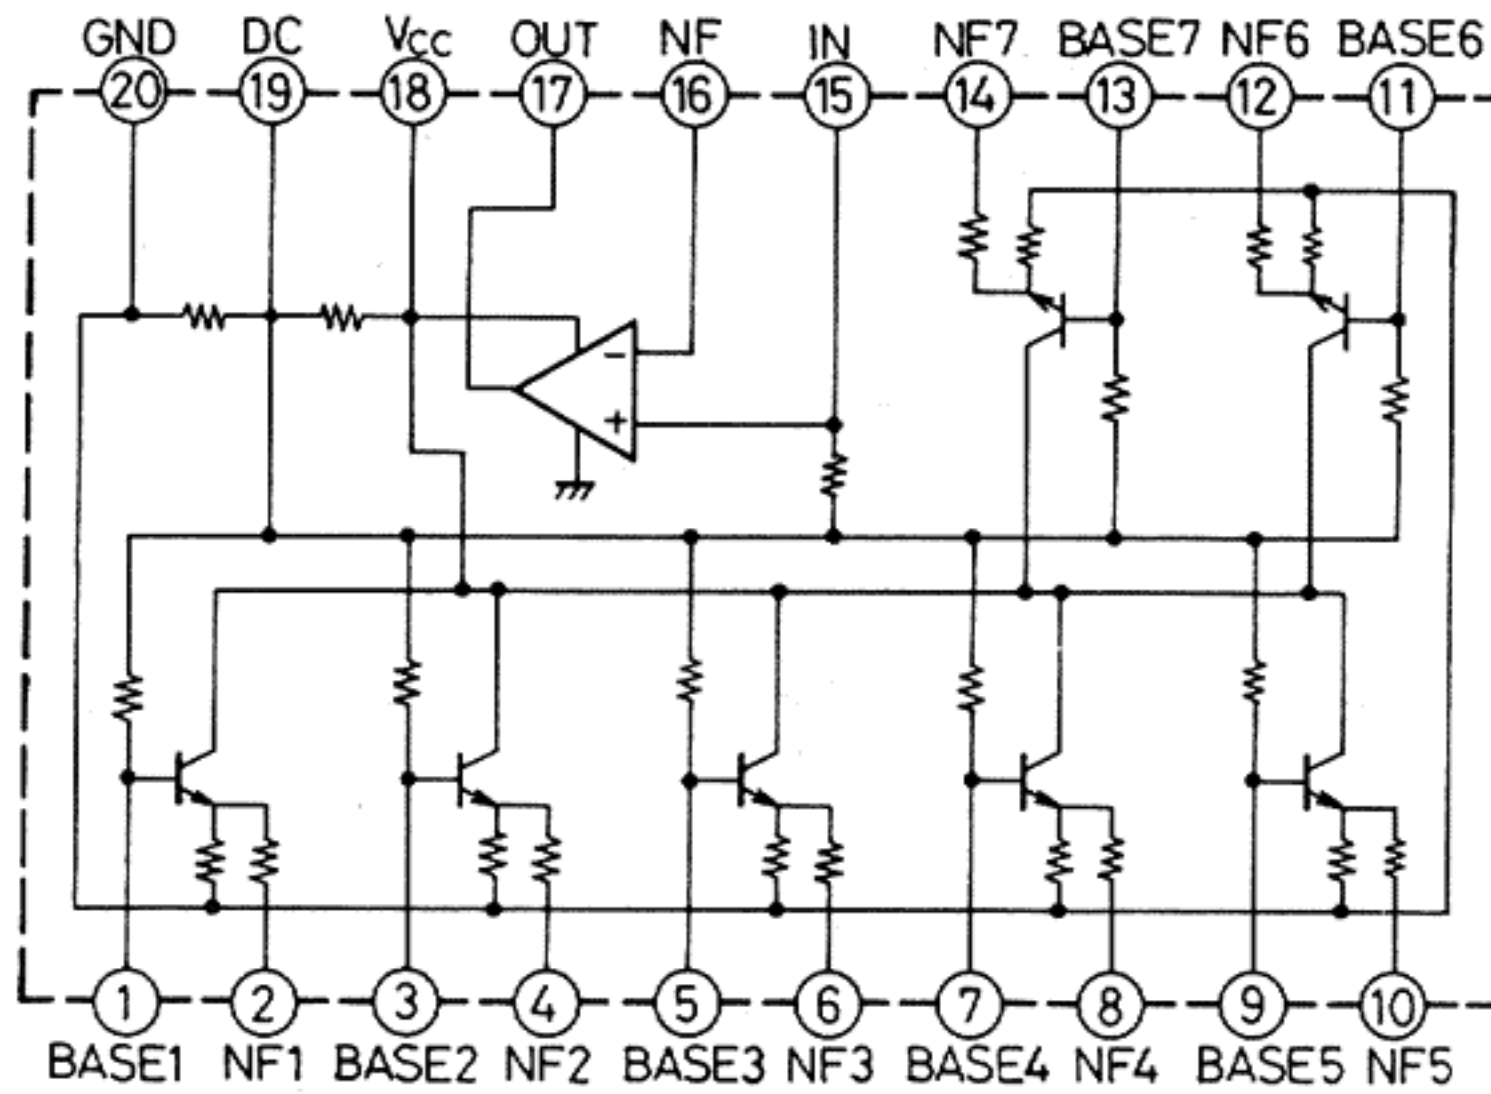 GND DC Vcc OUT NF IN NF7 BASE7 NF6 BASE6
20 19 18 17 16 15 14 13 12 11
−
+
1 2 3 4 5 6 7 8 9 10
BASE1 NF1 BASE2 NF2 BASE3 NF3 BASE4 NF4 BASE5 NF5